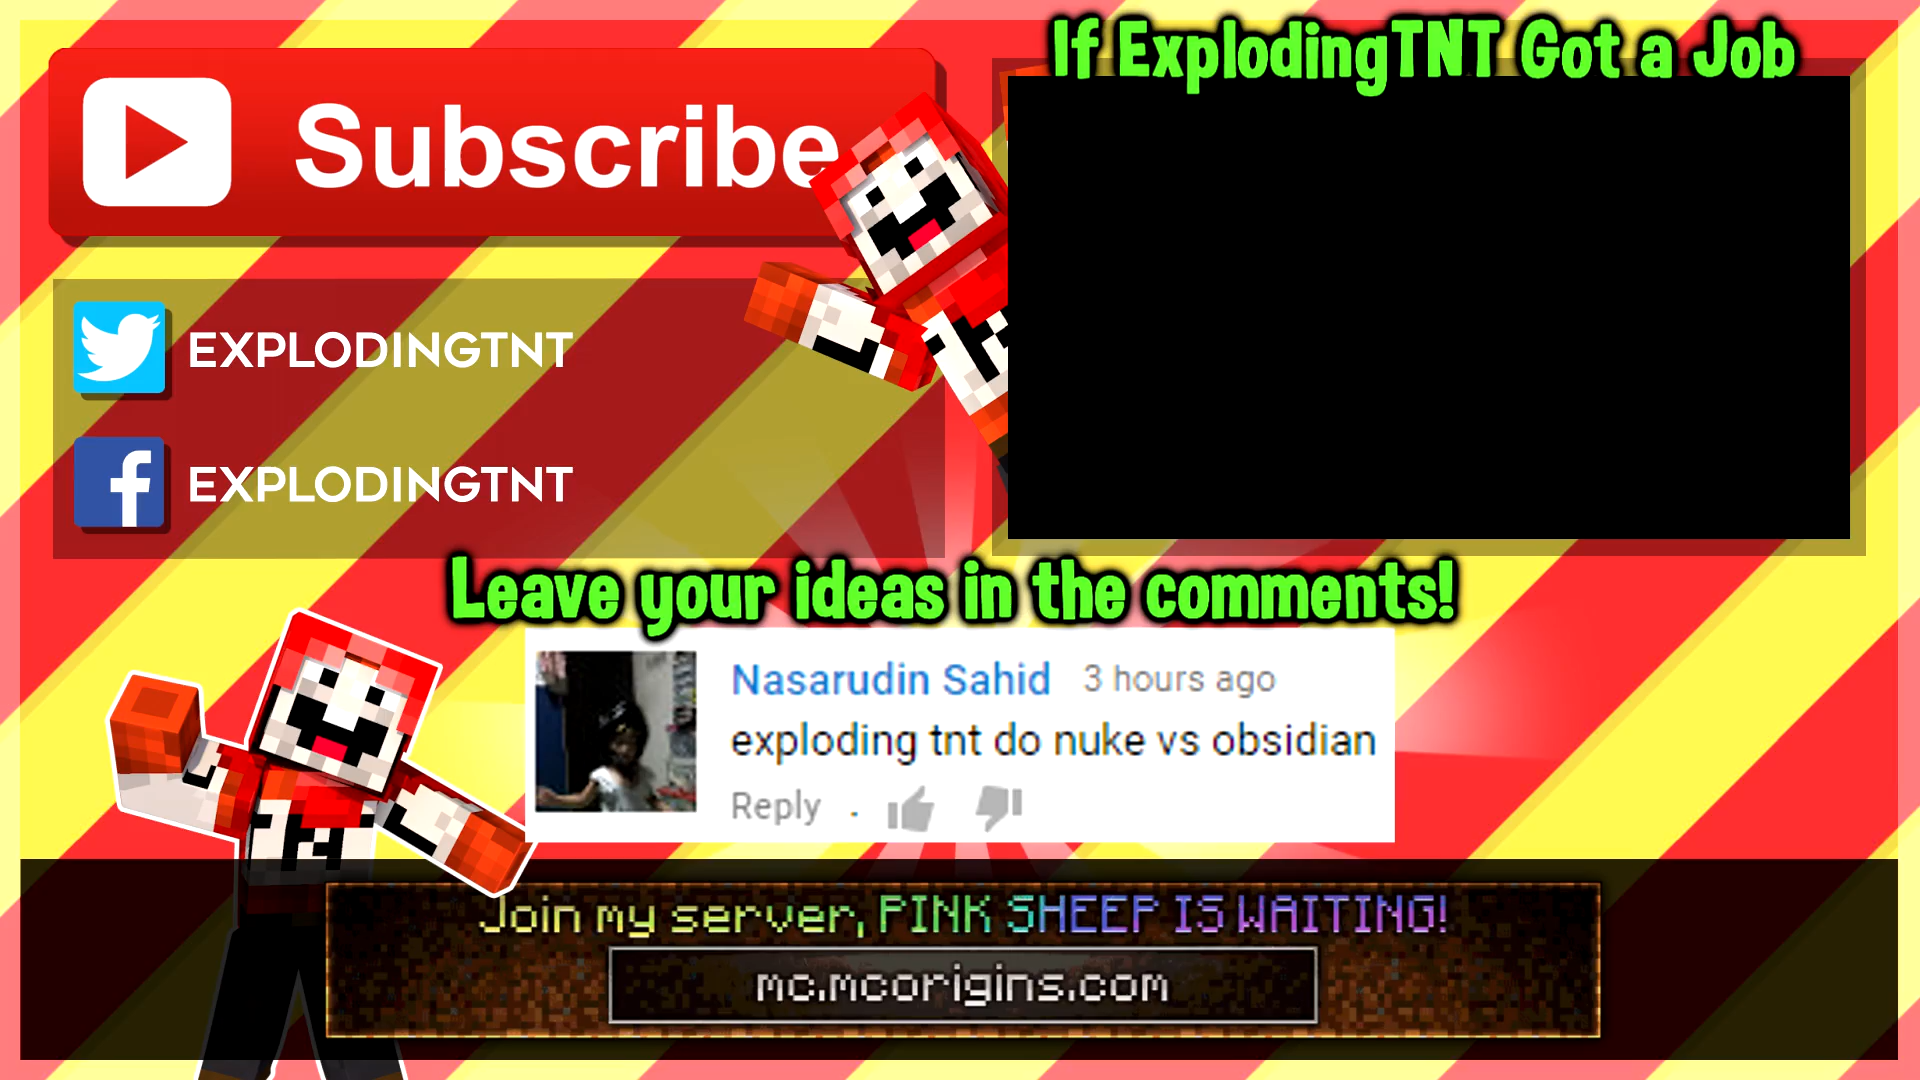 If ExplodingTNT Got a Job
Subscribe
EXPLODINGTNT
EXPLODINGTNT
Leave your ideas in the comments!
Nasarudin Sahid 3 hours ago
exploding tnt do nuke vs obsidian
Reply
Join my server, PINK SHEEP IS WAITING!
mc.mcorigins.com